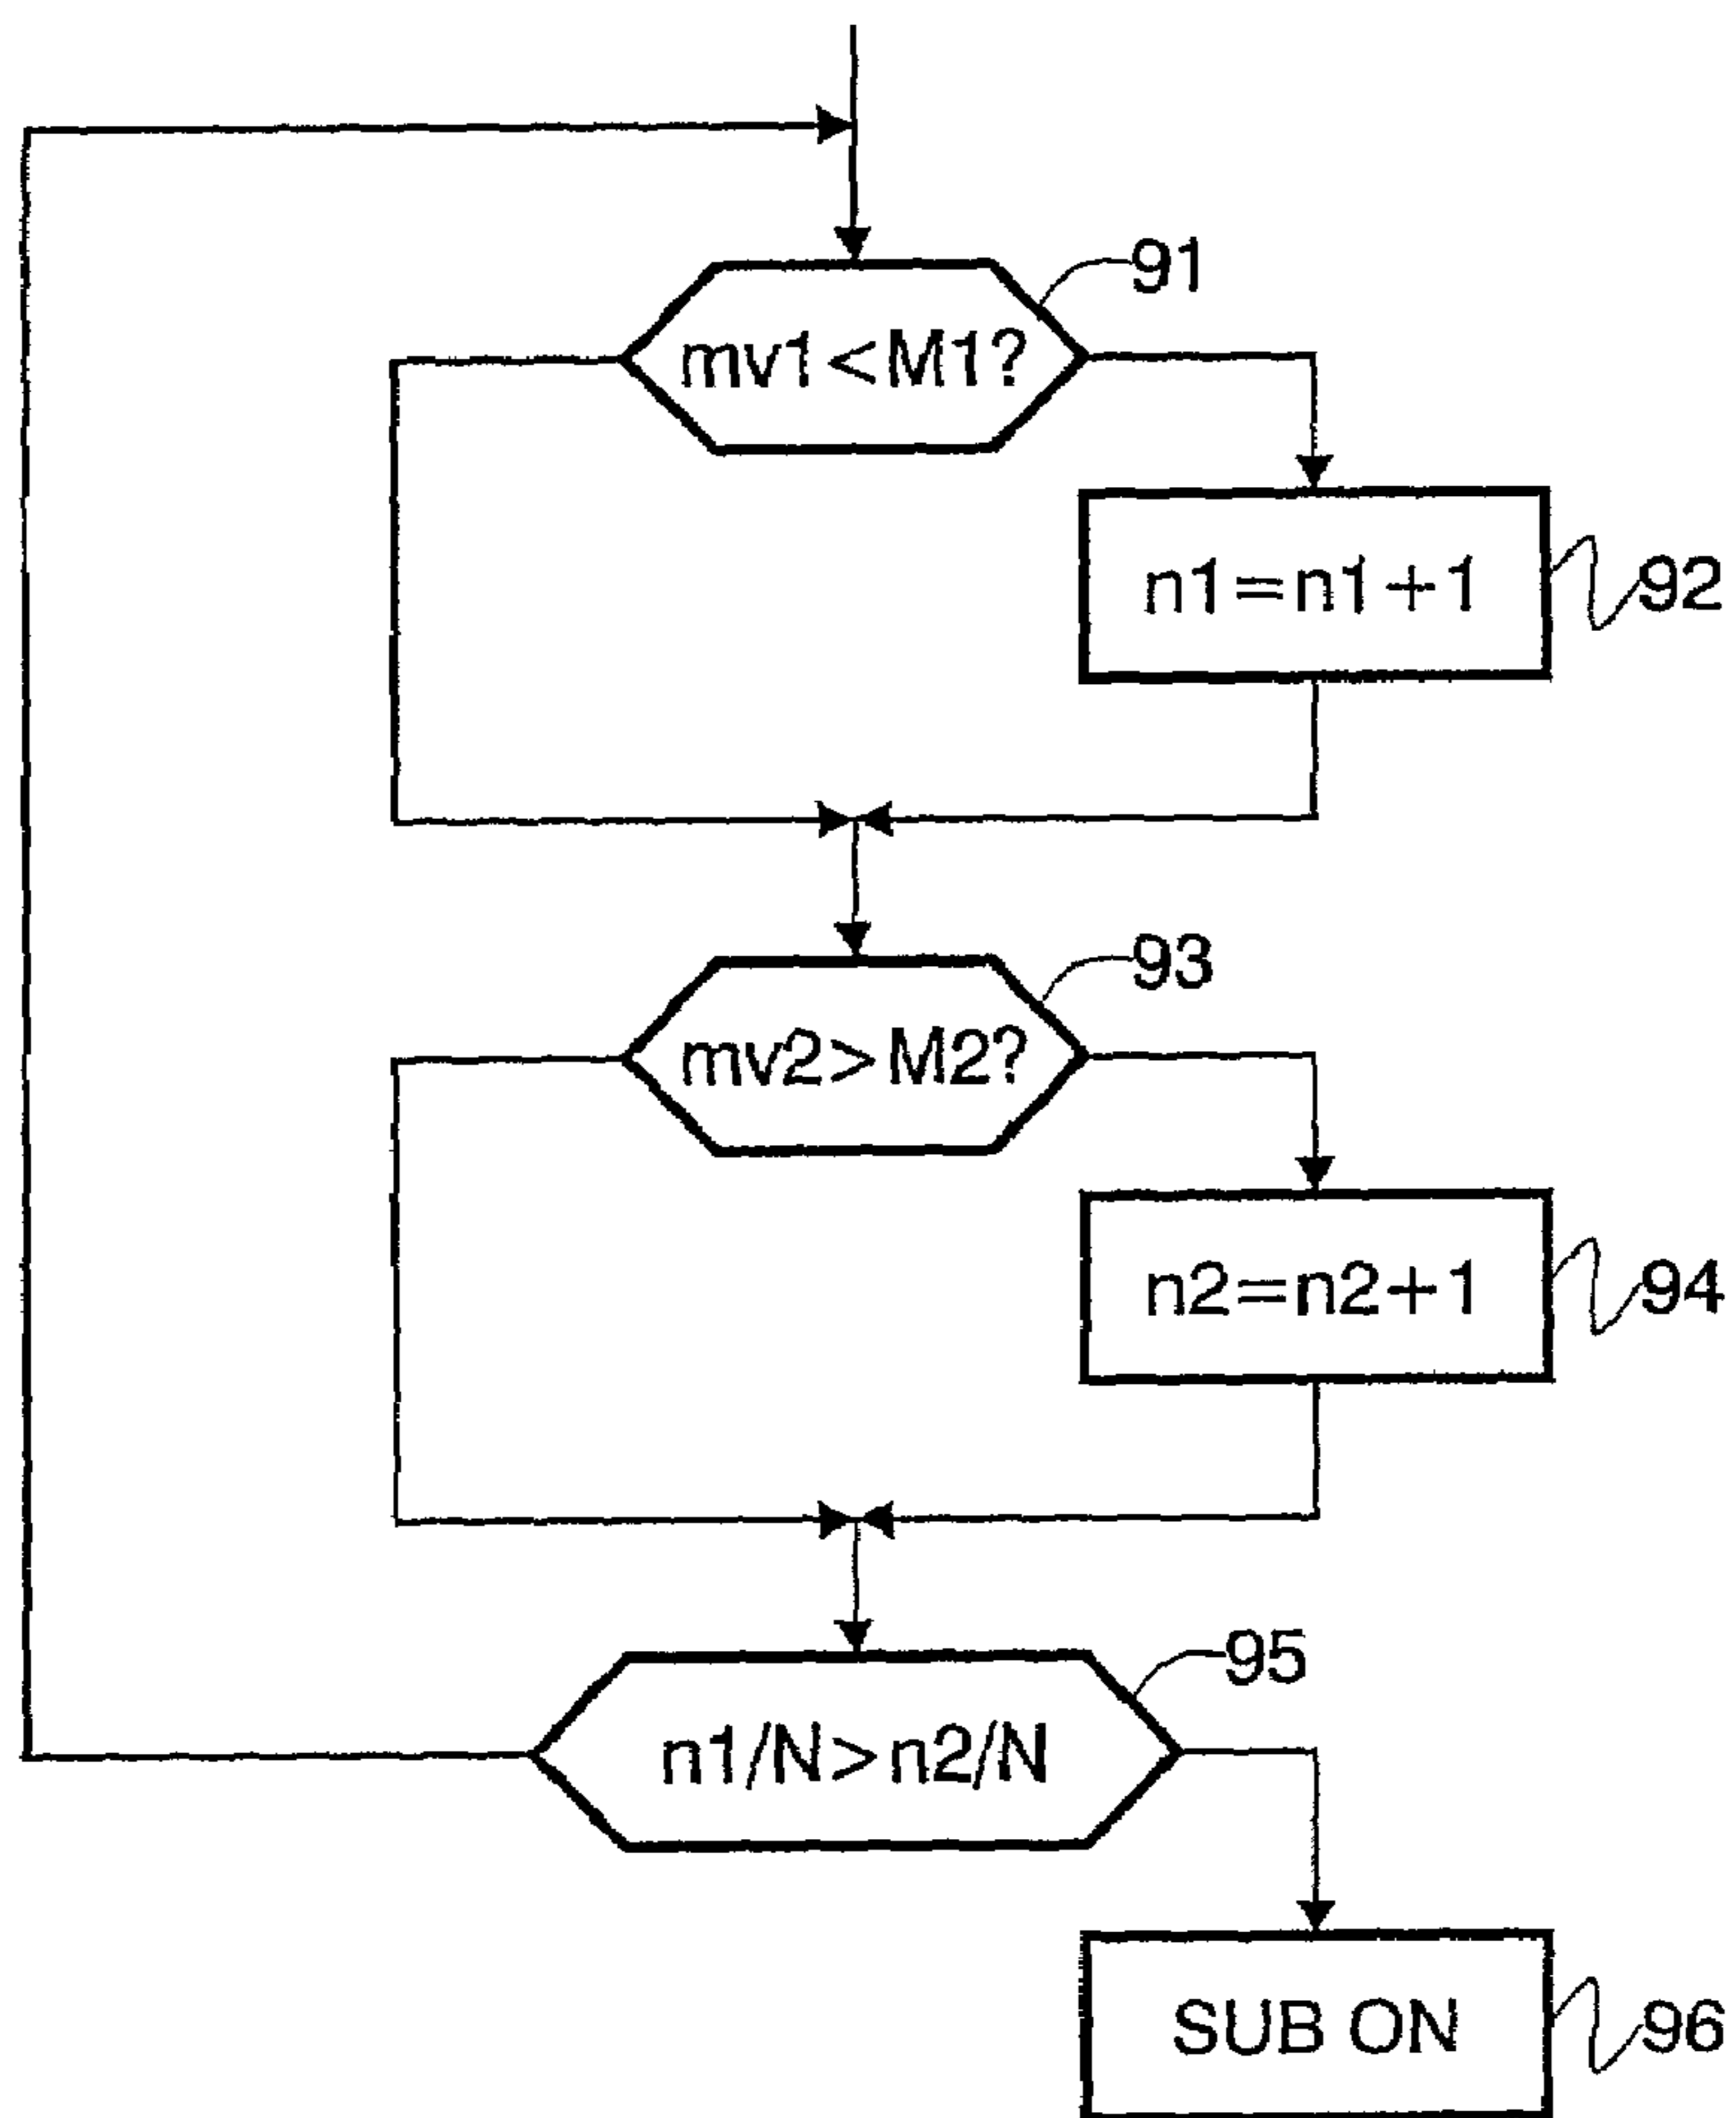 91
mv1<M1?
n1=n1+1
92
93
mv2>M2?
n2=n2+1
94
95
n1/N>n2/N
SUB ON
96